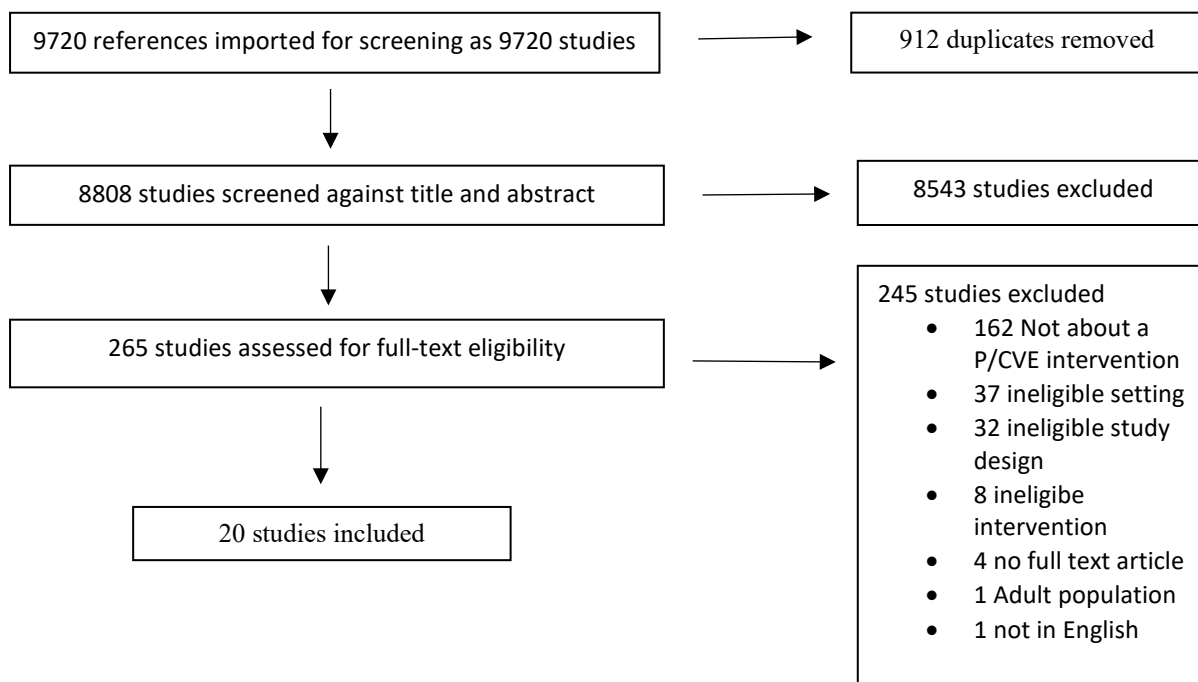 9720 references imported for screening as 9720 studies
912 duplicates removed
8808 studies screened against title and abstract
8543 studies excluded
265 studies assessed for full-text eligibility
245 studies excluded
• 162 Not about a
P/CVE intervention
• 37 ineligible setting
• 32 ineligible study
design
• 8 ineligibe
intervention
• 4 no full text article
• 1 Adult population
• 1 not in English
20 studies included